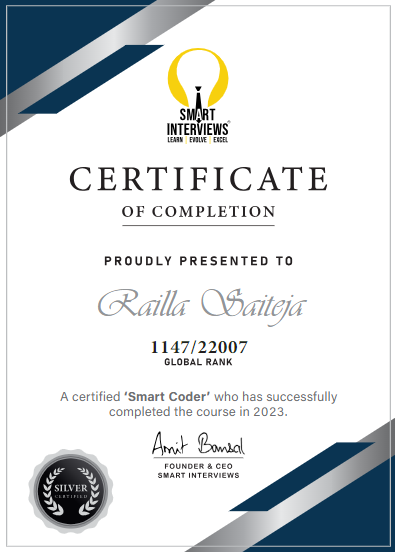 SMART
INTERVIEWS
LEARN | EVOLVE | EXCEL
CERTIFICATE
OF COMPLETION
PROUDLY PRESENTED TO
Railla Saiteja
1147/22007
GLOBAL RANK
A certified ‘Smart Coder’ who has successfully
completed the course in 2023.
Amit Bansal
FOUNDER & CEO
SMART INTERVIEWS
SILVER
CERTIFIED